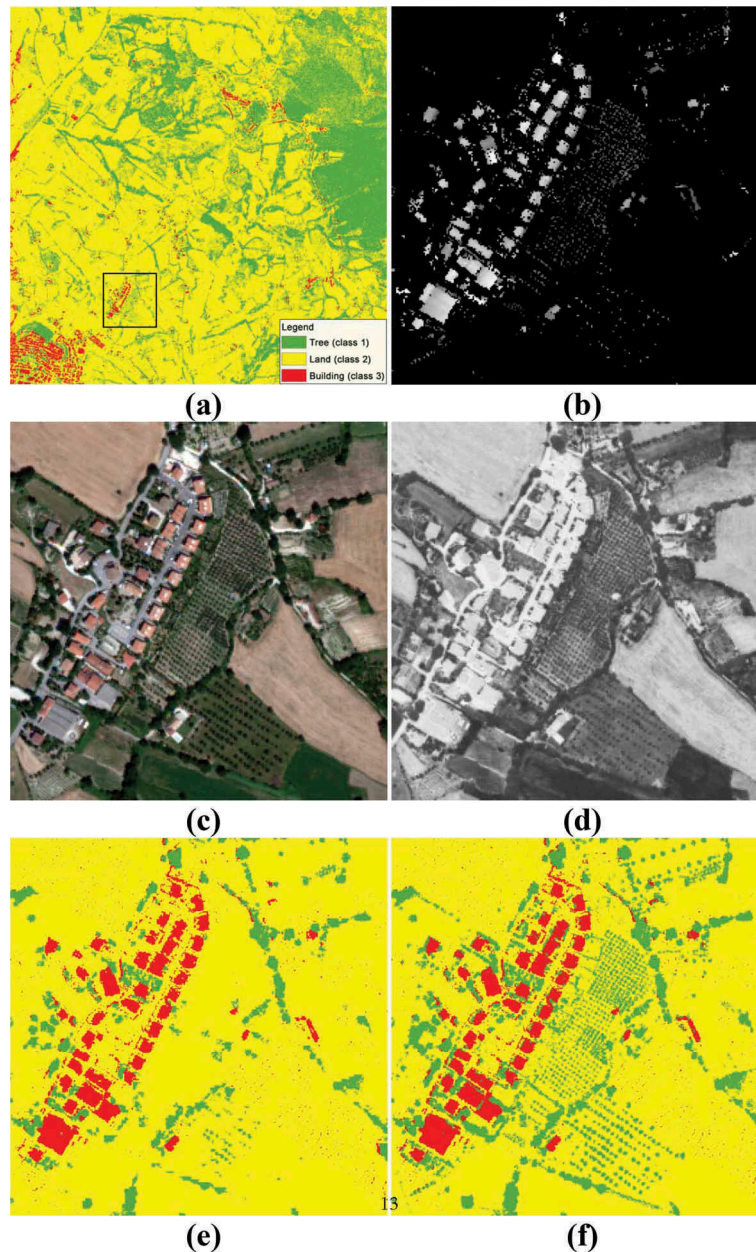 Legend
Tree (class 1)
Land (class 2)
Building (class 3)
(a)
(b)
(c)
(d)
13
(e)
(f)